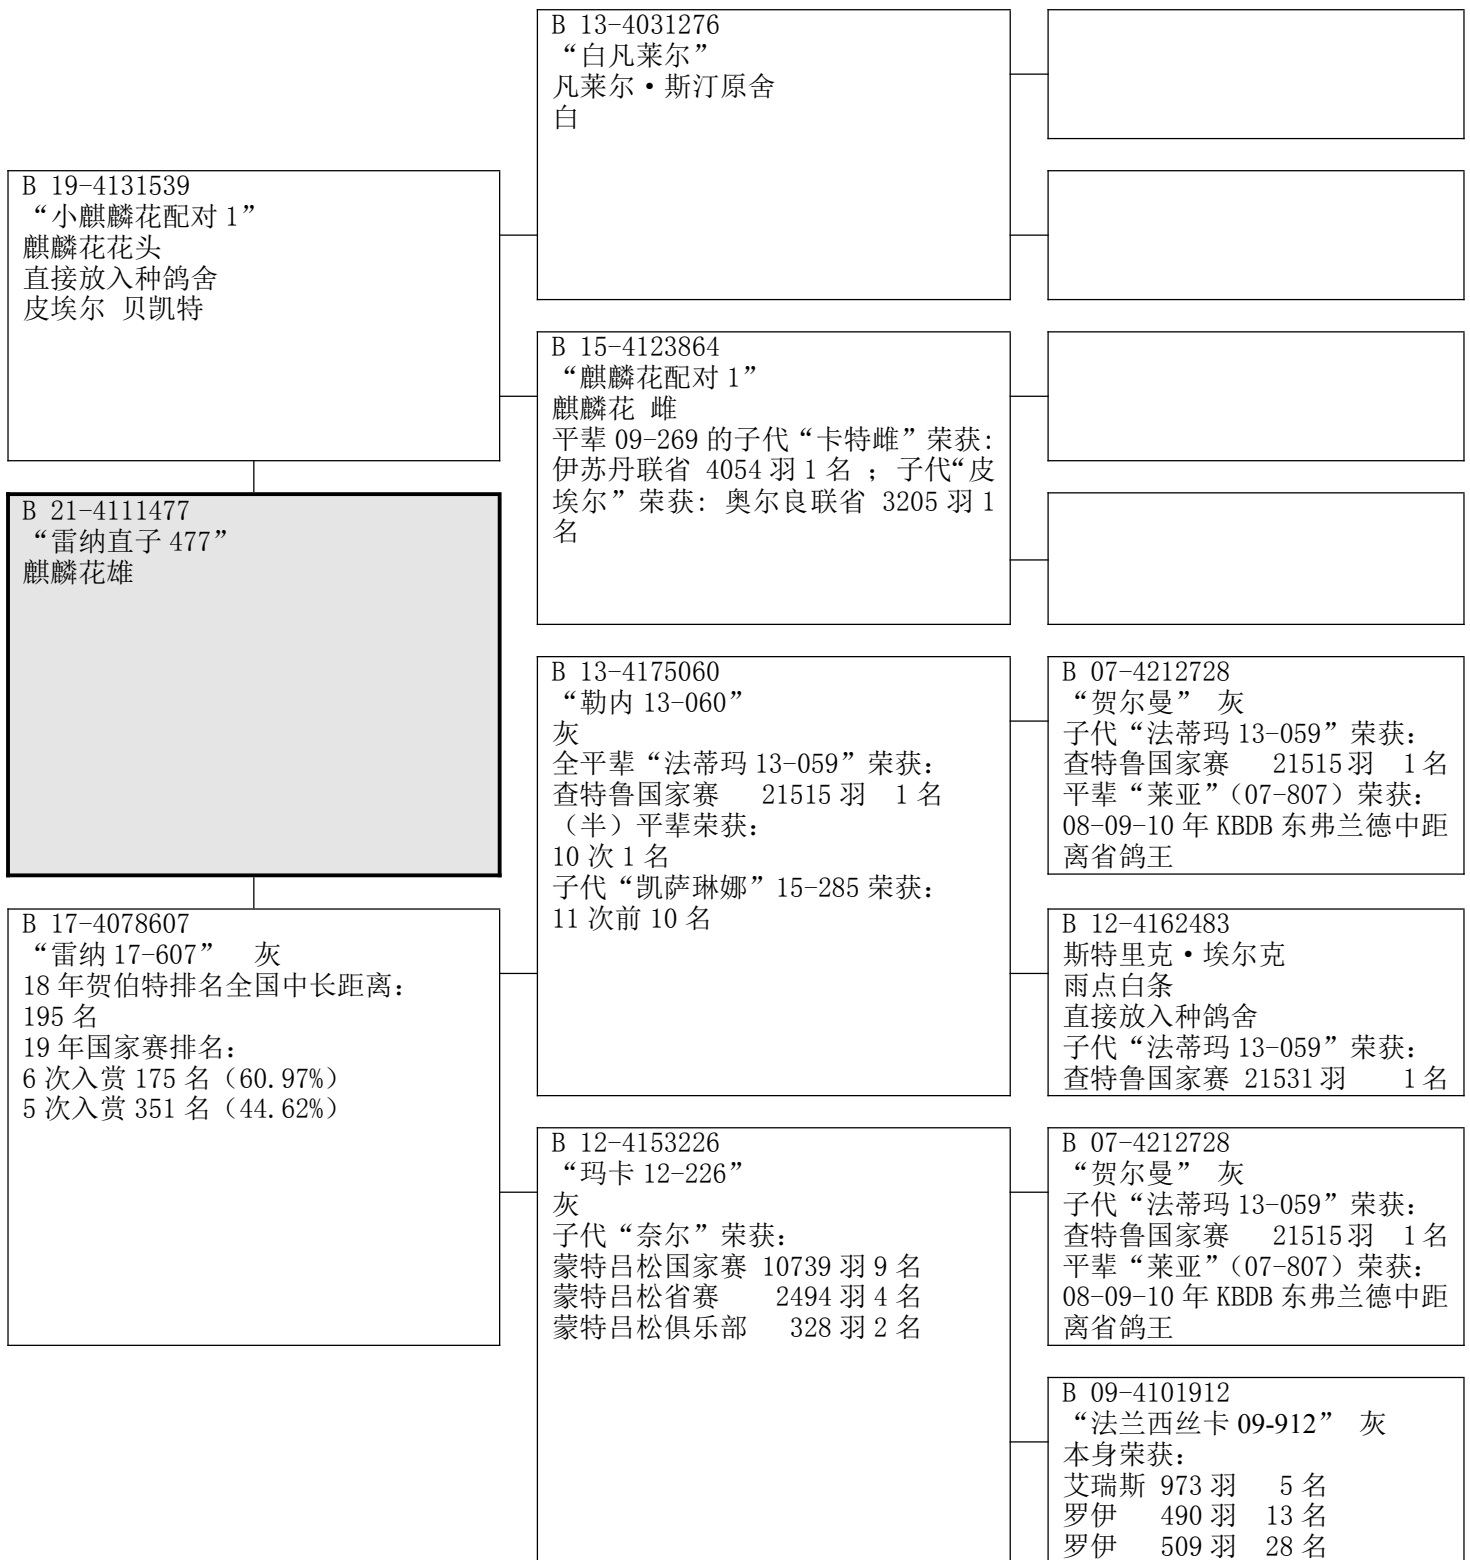 B 13-4031276
“白凡莱尔”
凡莱尔·斯汀原舍
白
B 19-4131539
“小麒麟花配对 1”
麒麟花花头
直接放入种鸽舍
皮埃尔 贝凯特
B 15-4123864
“麒麟花配对 1”
麒麟花 雌
平辈 09-269 的子代“卡特雌”荣获:
伊苏丹联省 4054 羽 1 名 ；子代“皮
埃尔”荣获: 奥尔良联省 3205 羽 1
名
B 21-4111477
“雷纳直子 477”
麒麟花雄
B 13-4175060
“勒内 13-060”
灰
全平辈“法蒂玛 13-059”荣获：
查特鲁国家赛 21515 羽 1 名
（半）平辈荣获：
10 次 1 名
子代“凯萨琳娜”15-285 荣获：
11 次前 10 名
B 07-4212728
“贺尔曼” 灰
子代“法蒂玛 13-059”荣获：
查特鲁国家赛 21515 羽 1 名
平辈“莱亚”（07-807）荣获：
08-09-10 年 KBDB 东弗兰德中距
离省鸽王
B 17-4078607
“雷纳 17-607” 灰
18 年贺伯特排名全国中长距离：
195 名
19 年国家赛排名：
6 次入赏 175 名（60.97%）
5 次入赏 351 名（44.62%）
B 12-4162483
斯特里克·埃尔克
雨点白条
直接放入种鸽舍
子代“法蒂玛 13-059”荣获：
查特鲁国家赛 21531 羽 1 名
B 12-4153226
“玛卡 12-226”
灰
子代“奈尔”荣获：
蒙特吕松国家赛 10739 羽 9 名
蒙特吕松省赛 2494 羽 4 名
蒙特吕松俱乐部 328 羽 2 名
B 07-4212728
“贺尔曼” 灰
子代“法蒂玛 13-059”荣获：
查特鲁国家赛 21515 羽 1 名
平辈“莱亚”（07-807）荣获：
08-09-10 年 KBDB 东弗兰德中距
离省鸽王
B 09-4101912
“法兰西丝卡 09-912” 灰
本身荣获：
艾瑞斯 973 羽 5 名
罗伊 490 羽 13 名
罗伊 509 羽 28 名